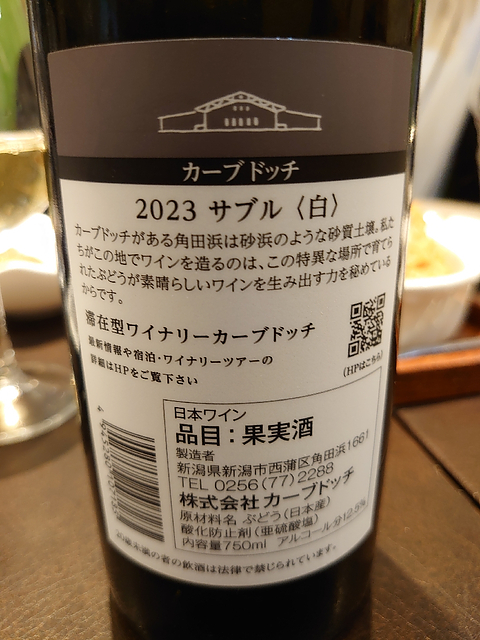 カーブドッチ
2023 サブル〈白〉
カーブドッチがある角田浜は砂浜のような砂質土壌。私た
ちがこの地でワインを造るのは、この特異な場所で育てら
れたぶどうが素晴らしいワインを生み出す力を秘めている
からです。
滞在型ワイナリーカーブドッチ
最新情報や宿泊・ワイナリーツアーの
詳細はHPをご覧下さい
(HPはこちら)
日本ワイン
品目：果実酒
製造者
新潟県新潟市西蒲区角田浜1661
TEL 0256(77)2288
株式会社 カーブドッチ
原材料名 ぶどう(日本産)
酸化防止剤(亜硫酸塩)
内容量750ml アルコール分12.5%
20歳未満の者の飲酒は法律で禁じられています。